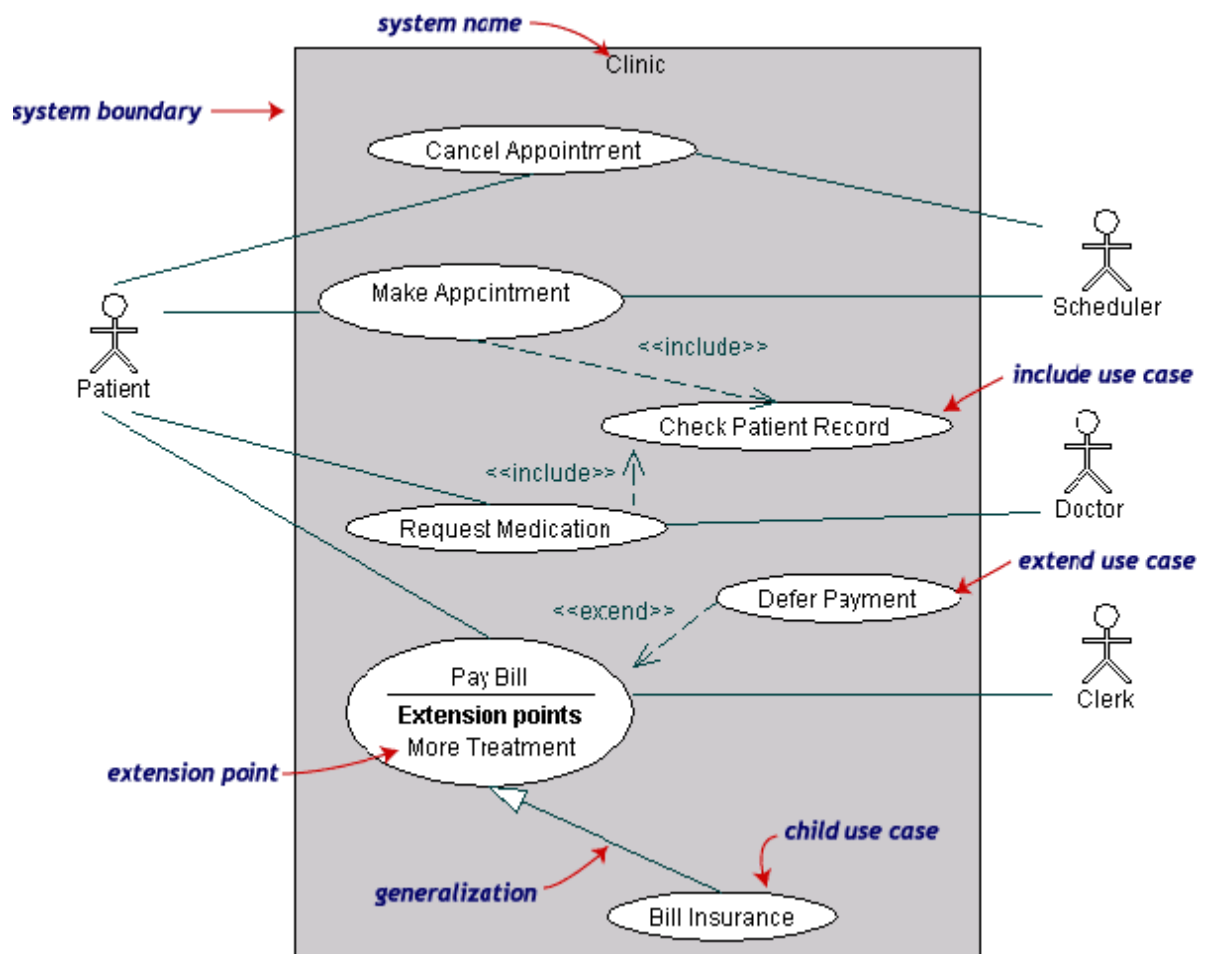 system name
Clinic
system boundary
Cancel Appointment
Make Appointment
Scheduler
<<include>>
Patient
include use case
Check Patient Record
<<include>>
Request Medication
Doctor
extend use case
Defer Payment
<<extend>>
Pay Bill
Clerk
Extension points
More Treatment
extension point
child use case
generalization
Bill Insurance